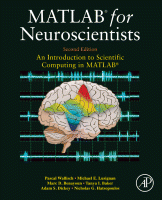 MATLAB® for
Neuroscientists
Second Edition
An Introduction to Scientific
Computing in MATLAB®
Pascal Wallisch, Michael E. Lusignan,
Marc D. Benayoun, Tanya I. Baker,
Adam S. Dickey, Nicholas G. Hatsopoulos